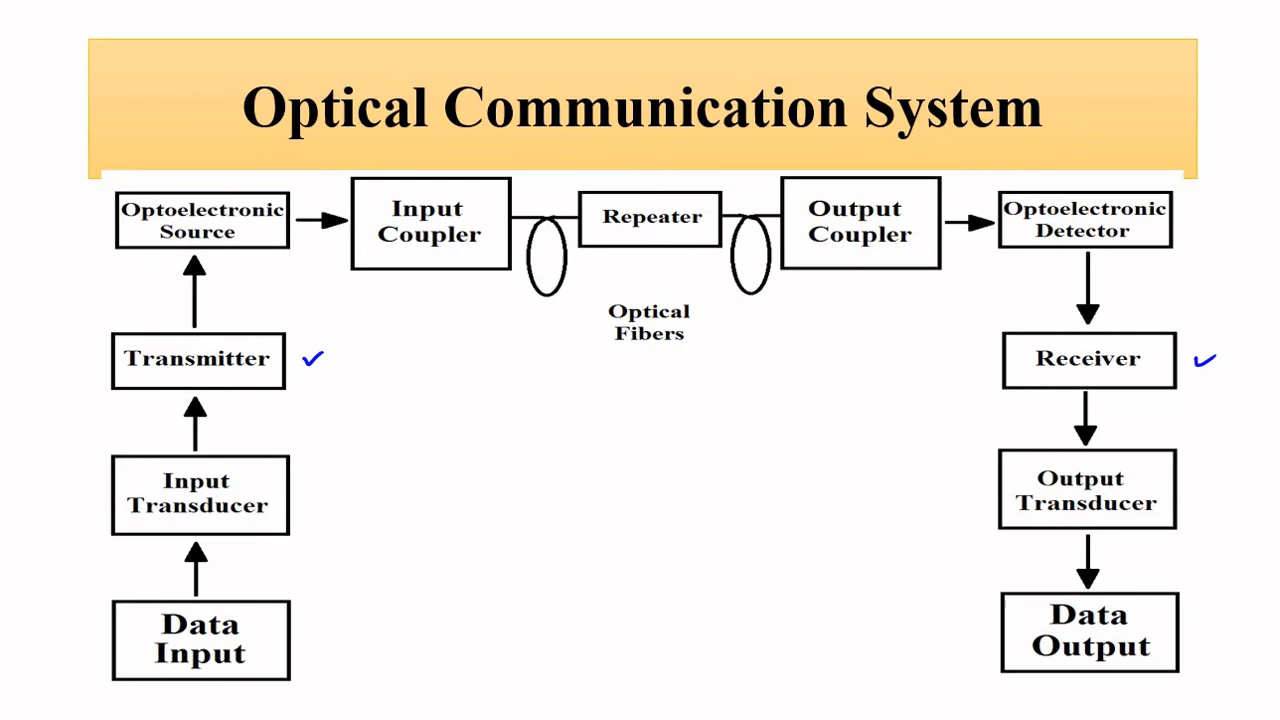 Optical Communication System
Optoelectronic
Source
Input
Coupler
Repeater
Output
Coupler
Optoelectronic
Detector
Optical
Fibers
Transmitter
Receiver
Input
Transducer
Output
Transducer
Data
Input
Data
Output